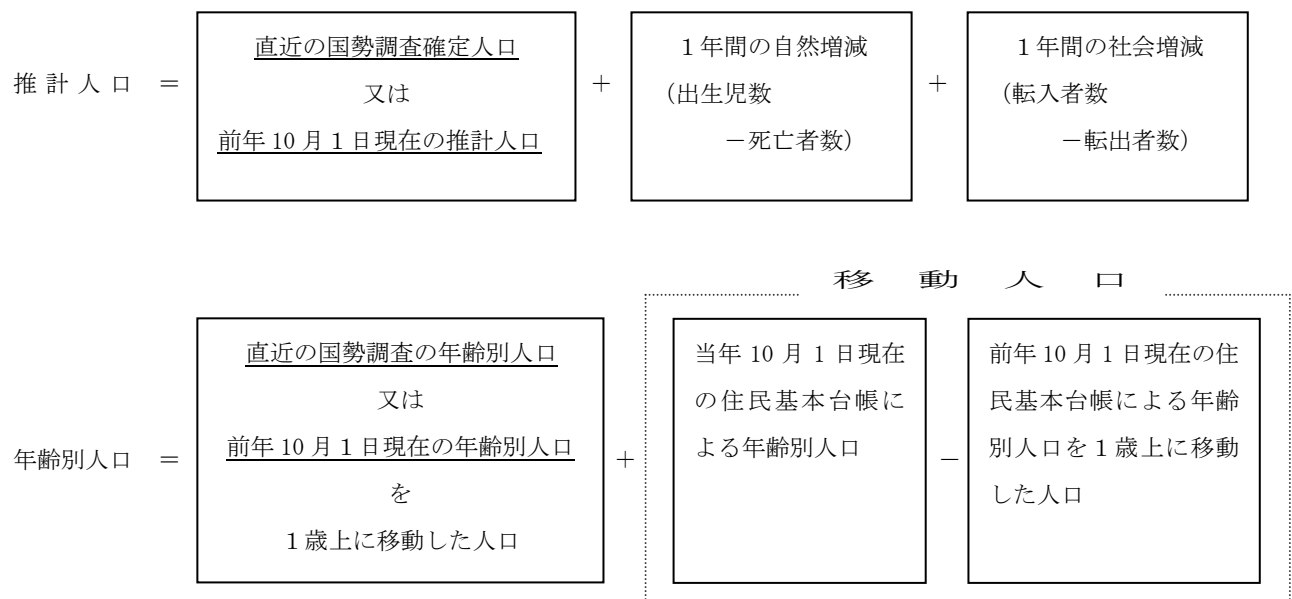 推計人口 ＝
直近の国勢調査確定人口
又は
前年 10 月１日現在の推計人口
＋
１年間の自然増減
（出生児数
－死亡者数）
＋
１年間の社会増減
（転入者数
－転出者数）
移動人口
年齢別人口 ＝
直近の国勢調査の年齢別人口
又は
前年 10 月１日現在の年齢別人口
を
１歳上に移動した人口
＋
当年 10 月１日現在
の住民基本台帳に
よる年齢別人口
－
前年 10 月１日現在の住
民基本台帳による年齢
別人口を１歳上に移動
した人口